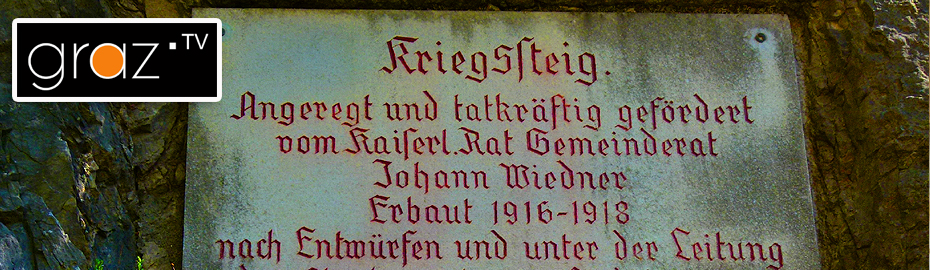 graz.TV
Kriegsſteig.
Angeregt und tatkräftig gefördert
vom Kaiſerl. Rat Gemeinderat
Johann Wiedner
Erbaut 1916-1918
nach Entwürfen und unter der Leitung